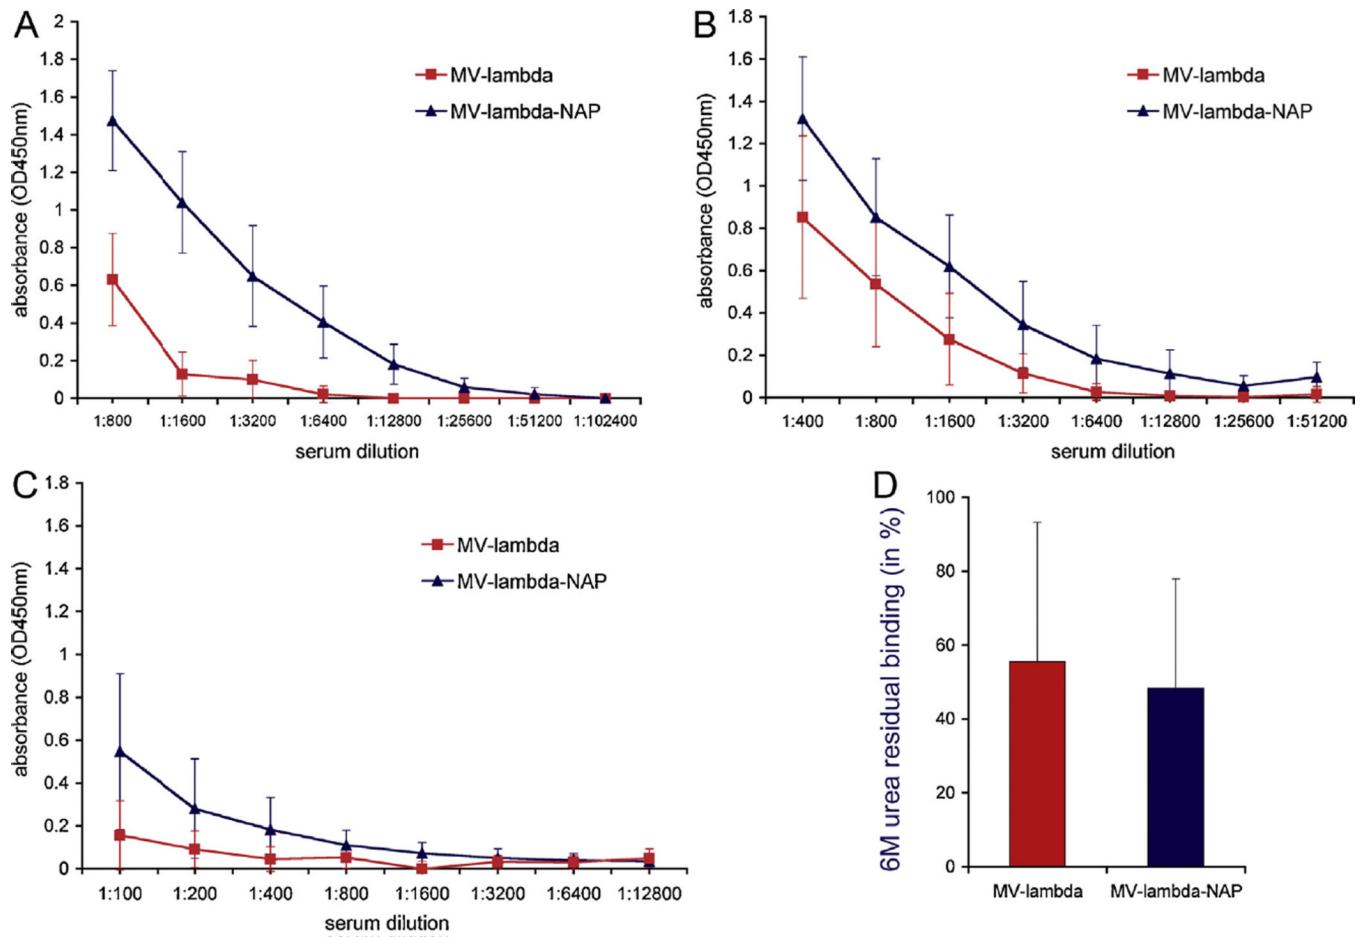 A
2
1.8
1.6
1.4
1.2
1
0.8
0.6
0.4
0.2
0
absorbance (OD450nm)
MV-lambda
MV-lambda-NAP
1:800 1:1600 1:3200 1:6400 1:12800 1:25600 1:51200 1:102400
serum dilution
B
1.8
1.6
1.4
1.2
1
0.8
0.6
0.4
0.2
0
absorbance (OD450nm)
MV-lambda
MV-lambda-NAP
1:400 1:800 1:1600 1:3200 1:6400 1:12800 1:25600 1:51200
serum dilution
C
1.8
1.6
1.4
1.2
1
0.8
0.6
0.4
0.2
0
absorbance (OD450nm)
MV-lambda
MV-lambda-NAP
1:100 1:200 1:400 1:800 1:1600 1:3200 1:6400 1:12800
serum dilution
D
100
80
60
40
20
0
6M urea residual binding (in %)
MV-lambda MV-lambda-NAP